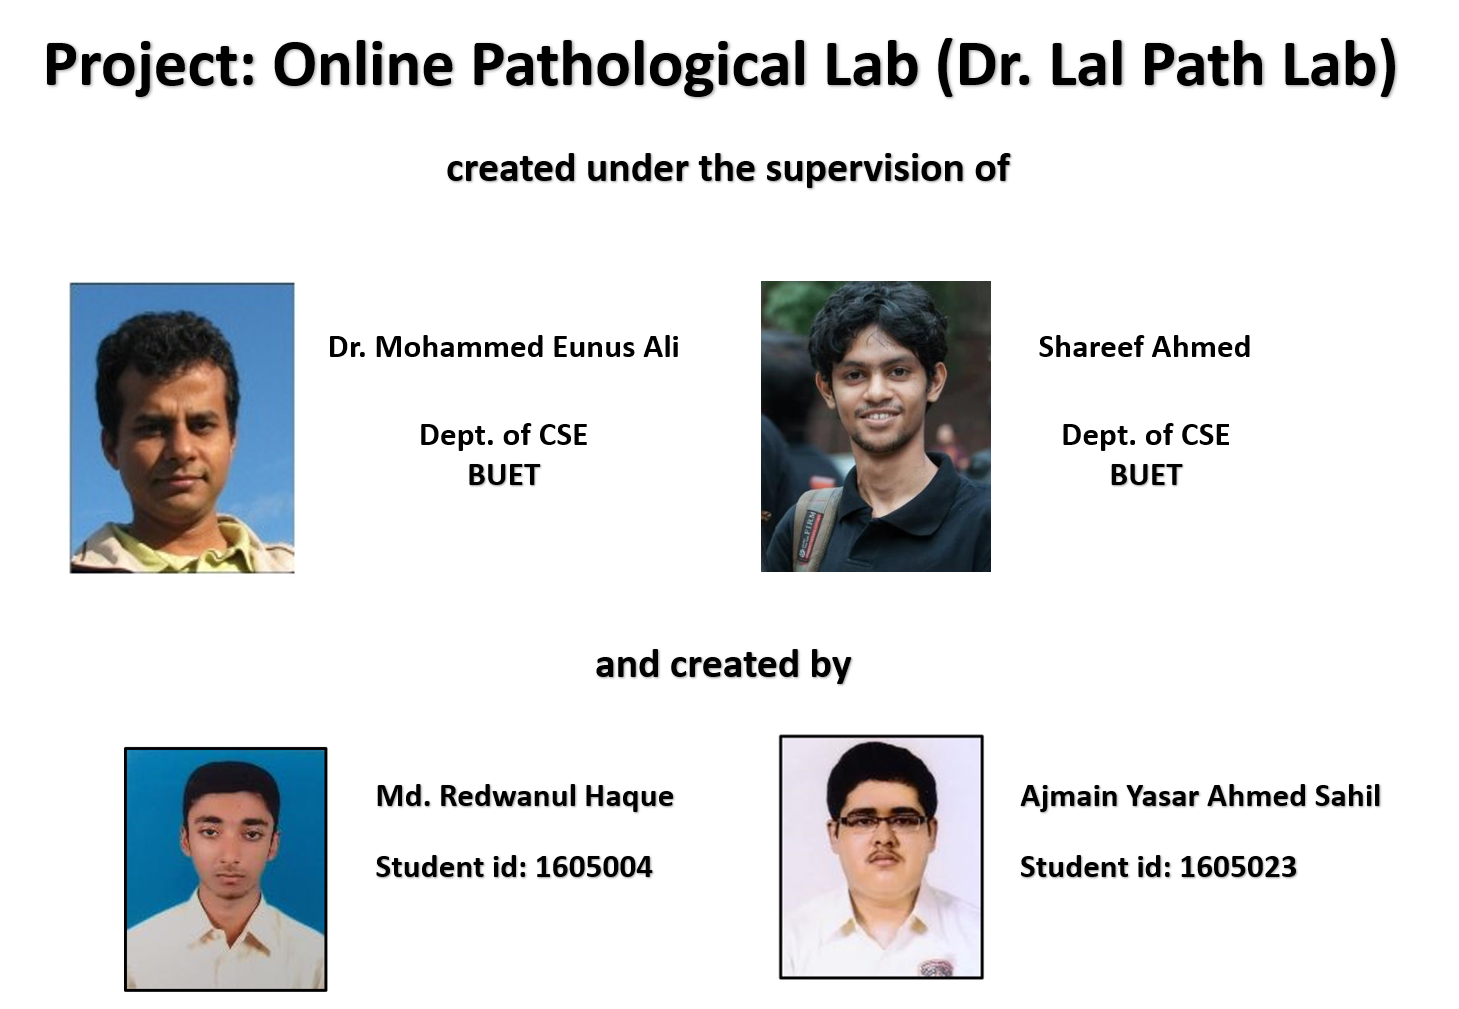 Project: Online Pathological Lab (Dr. Lal Path Lab)
created under the supervision of
Dr. Mohammed Eunus Ali
Dept. of CSE
BUET
Shareef Ahmed
Dept. of CSE
BUET
FIRN
and created by
Md. Redwanul Haque
Student id: 1605004
Ajmain Yasar Ahmed Sahil
Student id: 1605023